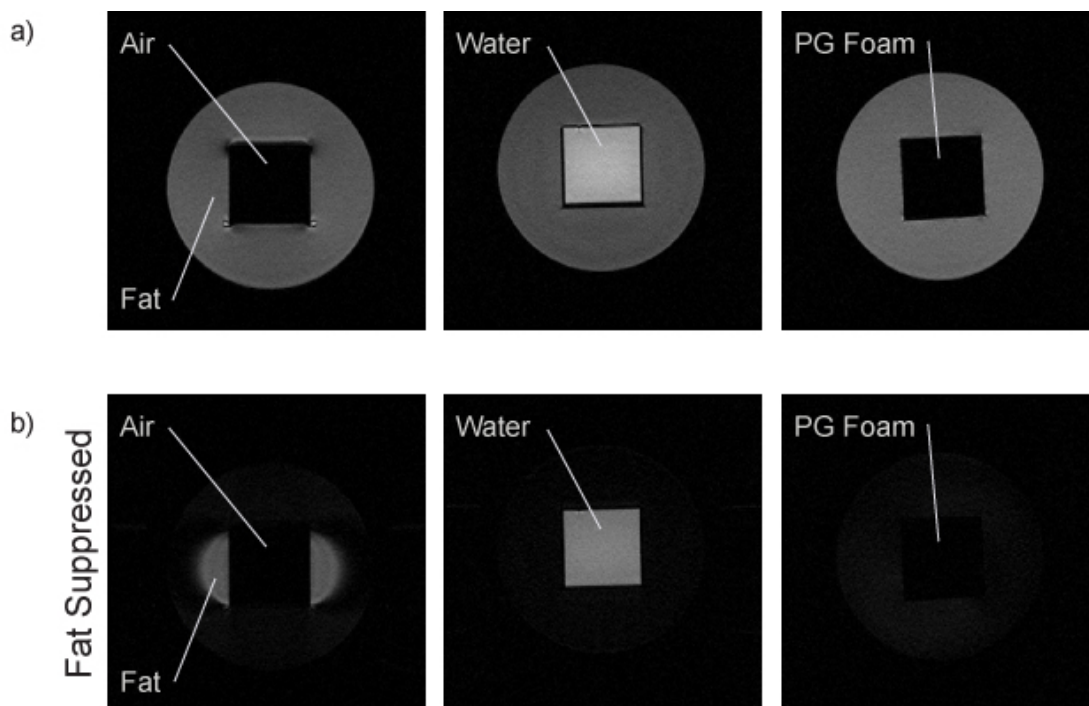 a)
Air
Fat
Water
PG Foam
b)
Fat Suppressed
Air
Fat
Water
PG Foam